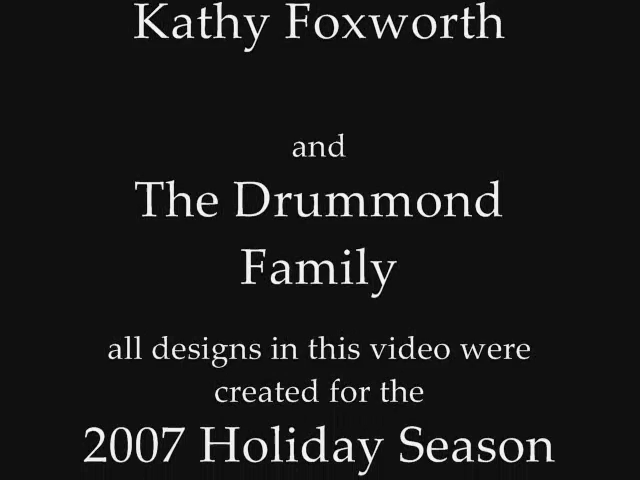 Kathy Foxworth
and
The Drummond
Family
all designs in this video were
created for the
2007 Holiday Season